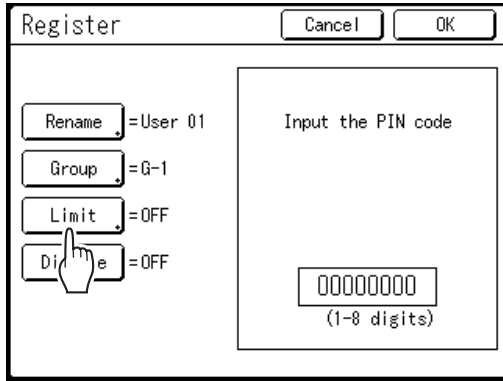 Register
Cancel
OK
Rename =User 01
Group =G-1
Limit =OFF
=OFF
Input the PIN code
00000000
(1-8 digits)